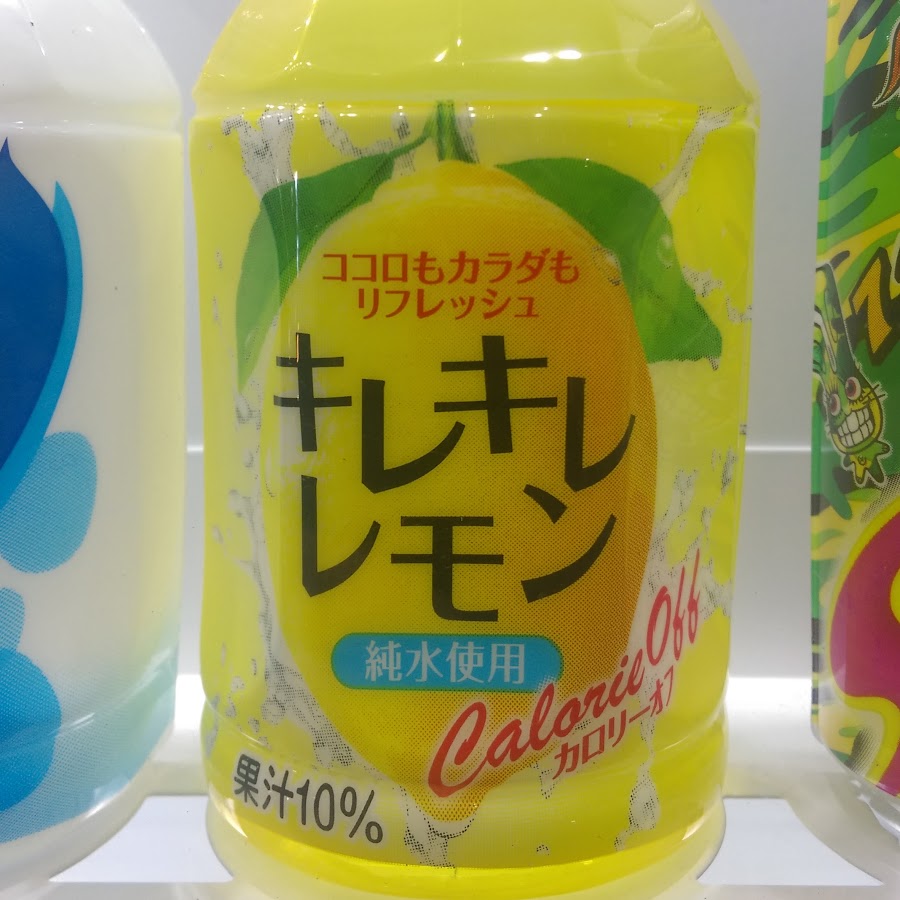 ココロもカラダも
リフレッシュ
キレキレ
レモン
純水使用
Calorie Off
カロリーオフ
果汁10%